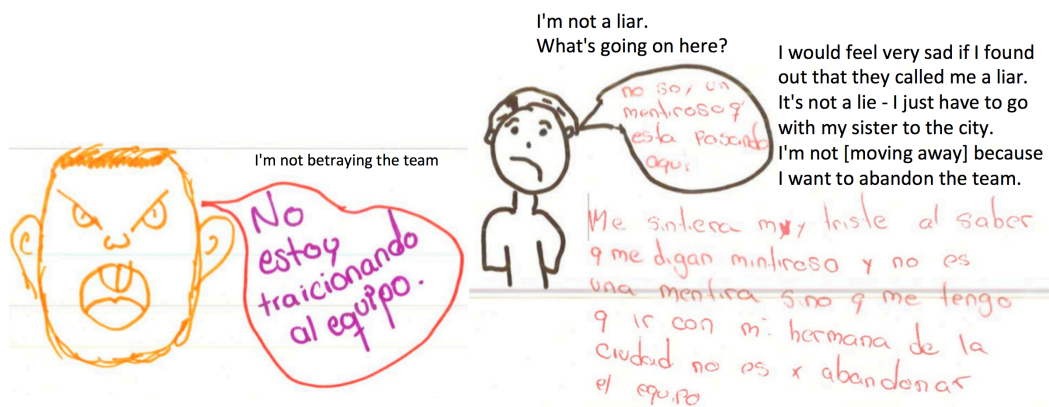 I'm not betraying the team
No
estoy
traicionando
al equipo.
I'm not a liar.
What's going on here?
no soy un
mentiroso q
esta pasando
aqui.
I would feel very sad if I found
out that they called me a liar.
It's not a lie - I just have to go
with my sister to the city.
I'm not [moving away] because
I want to abandon the team.
Me sintiera muy triste al saber
q me digan mintiroso y no es
una mentira sino q me tengo
q ir con mi hermana de la
ciudad no es x abandonar
el equipo